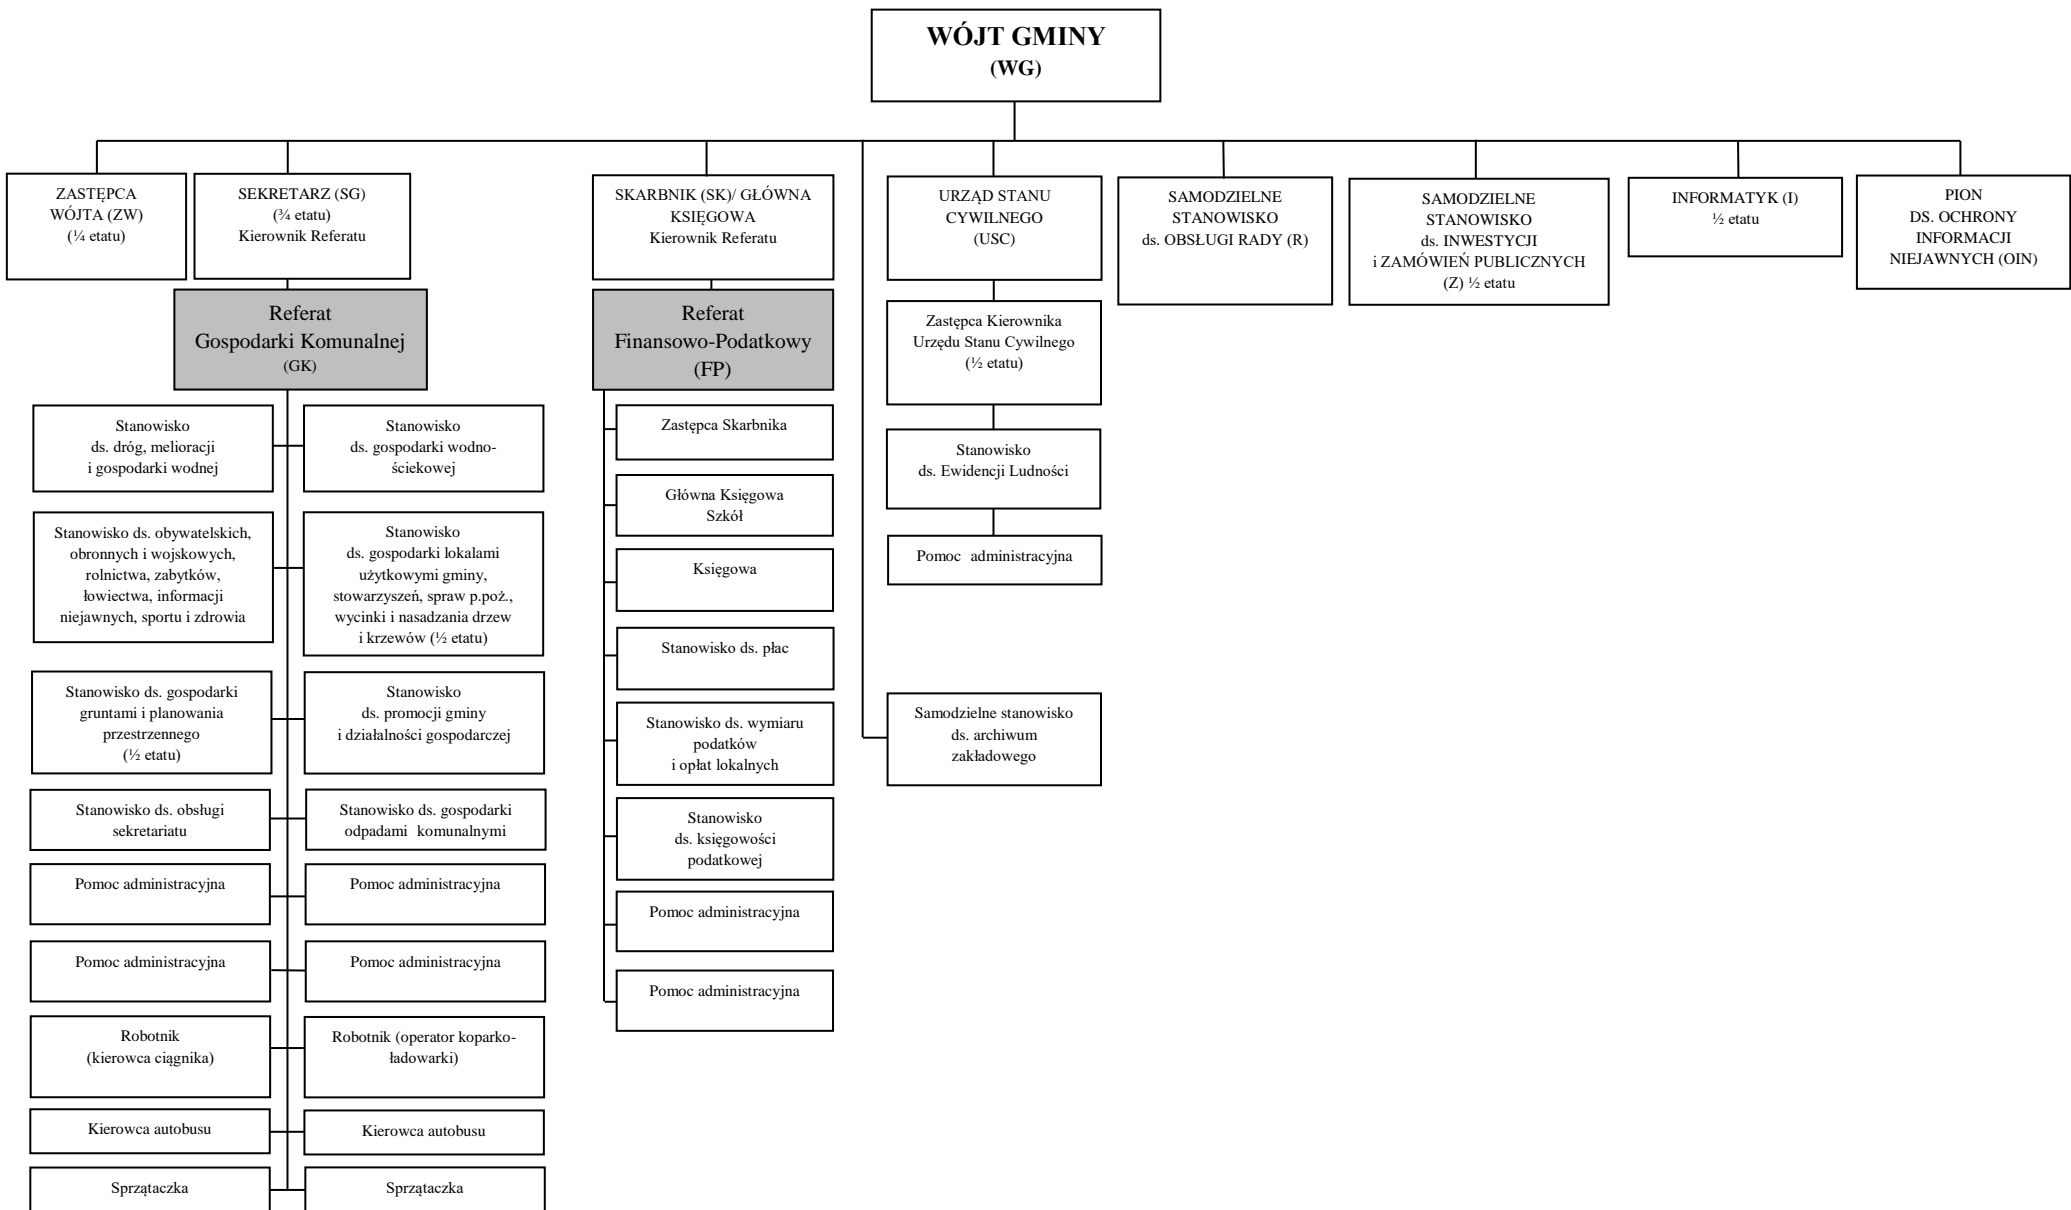 WÓJT GMINY
(WG)
ZASTĘPCA
WÓJTA (ZW)
(¼ etatu)
SEKRETARZ (SG)
(¾ etatu)
Kierownik Referatu
SKARBNIK (SK)/ GŁÓWNA
KSIĘGOWA
Kierownik Referatu
URZĄD STANU
CYWILNEGO
(USC)
SAMODZIELNE
STANOWISKO
ds. OBSŁUGI RADY (R)
SAMODZIELNE
STANOWISKO
ds. INWESTYCJI
i ZAMÓWIEŃ PUBLICZNYCH
(Z) ½ etatu
INFORMATYK (I)
½ etatu
PION
DS. OCHRONY
INFORMACJI
NIEJAWNYCH (OIN)
Referat
Gospodarki Komunalnej
(GK)
Stanowisko
ds. dróg, melioracji
i gospodarki wodnej
Stanowisko
ds. gospodarki wodno-
ściekowej
Stanowisko ds. obywatelskich,
obronnych i wojskowych,
rolnictwa, zabytków,
łowiectwa, informacji
niejawnych, sportu i zdrowia
Stanowisko
ds. gospodarki lokalami
użytkowymi gminy,
stowarzyszeń, spraw p.poż.,
wycinki i nasadzania drzew
i krzewów (½ etatu)
Stanowisko ds. gospodarki
gruntami i planowania
przestrzennego
(½ etatu)
Stanowisko
ds. promocji gminy
i działalności gospodarczej
Stanowisko ds. obsługi
sekretariatu
Stanowisko ds. gospodarki
odpadami komunalnymi
Pomoc administracyjna
Pomoc administracyjna
Pomoc administracyjna
Pomoc administracyjna
Robotnik
(kierowca ciągnika)
Robotnik (operator koparko-
ładowarki)
Kierowca autobusu
Kierowca autobusu
Sprzątaczka
Sprzątaczka
Referat
Finansowo-Podatkowy
(FP)
Zastępca Skarbnika
Główna Księgowa
Szkół
Księgowa
Stanowisko ds. płac
Stanowisko ds. wymiaru
podatków
i opłat lokalnych
Stanowisko
ds. księgowości
podatkowej
Pomoc administracyjna
Pomoc administracyjna
Zastępca Kierownika
Urzędu Stanu Cywilnego
(½ etatu)
Stanowisko
ds. Ewidencji Ludności
Pomoc administracyjna
Samodzielne stanowisko
ds. archiwum
zakładowego